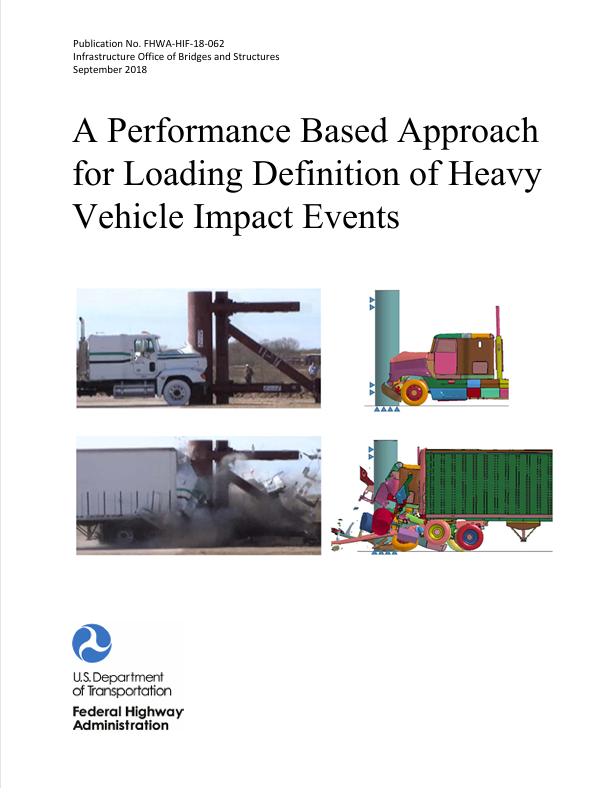 Publication No. FHWA-HIF-18-062
Infrastructure Office of Bridges and Structures
September 2018
A Performance Based Approach
for Loading Definition of Heavy
Vehicle Impact Events
U.S. Department
of Transportation
Federal Highway
Administration